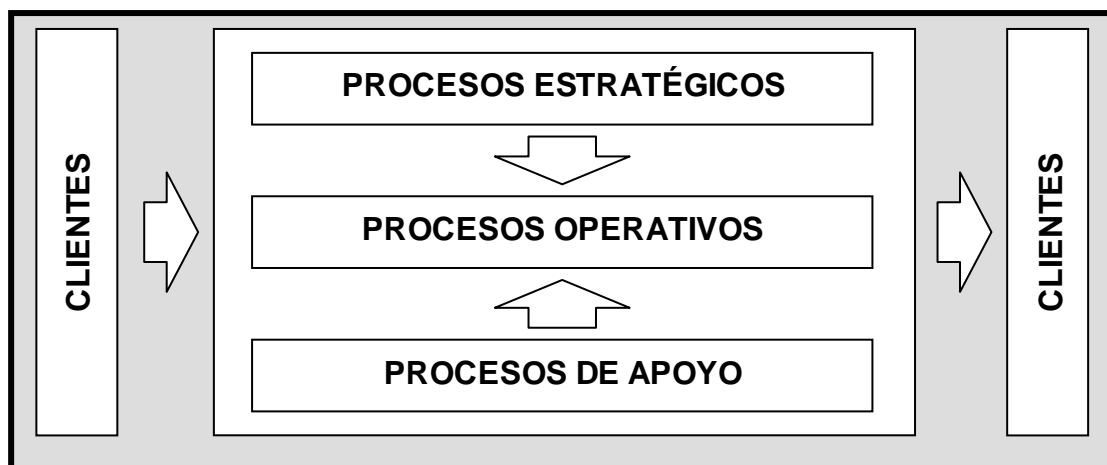 CLIENTES
PROCESOS ESTRATÉGICOS
PROCESOS OPERATIVOS
PROCESOS DE APOYO
CLIENTES